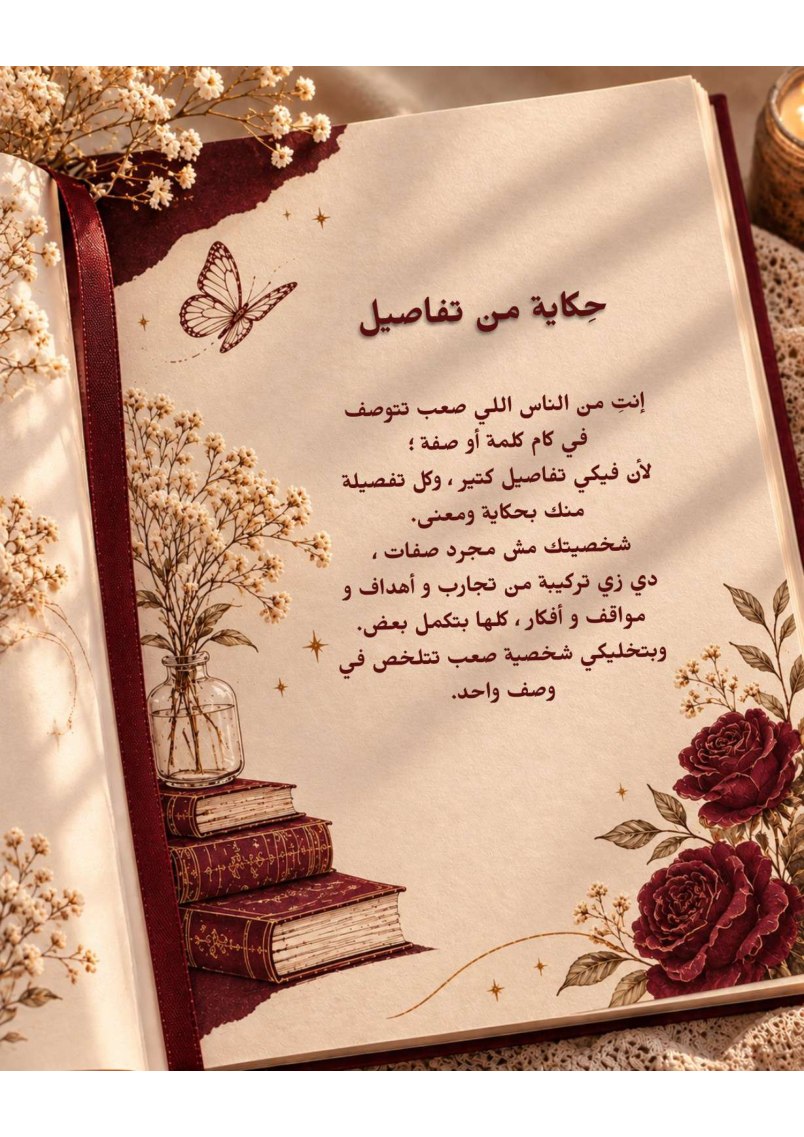 حِكاية من تفاصيل
إنتِ من الناس اللي صعب تتوصف
في كام كلمة أو صفة ؛
لأن فيكي تفاصيل كتير ، وكل تفصيلة
منك بحكاية ومعنى.
شخصيتك مش مجرد صفات ،
دي زي تركيبة من تجارب و أهداف و
مواقف و أفكار ، كلها بتكمل بعض.
وبتخليكي شخصية صعب تتلخص في
وصف واحد.